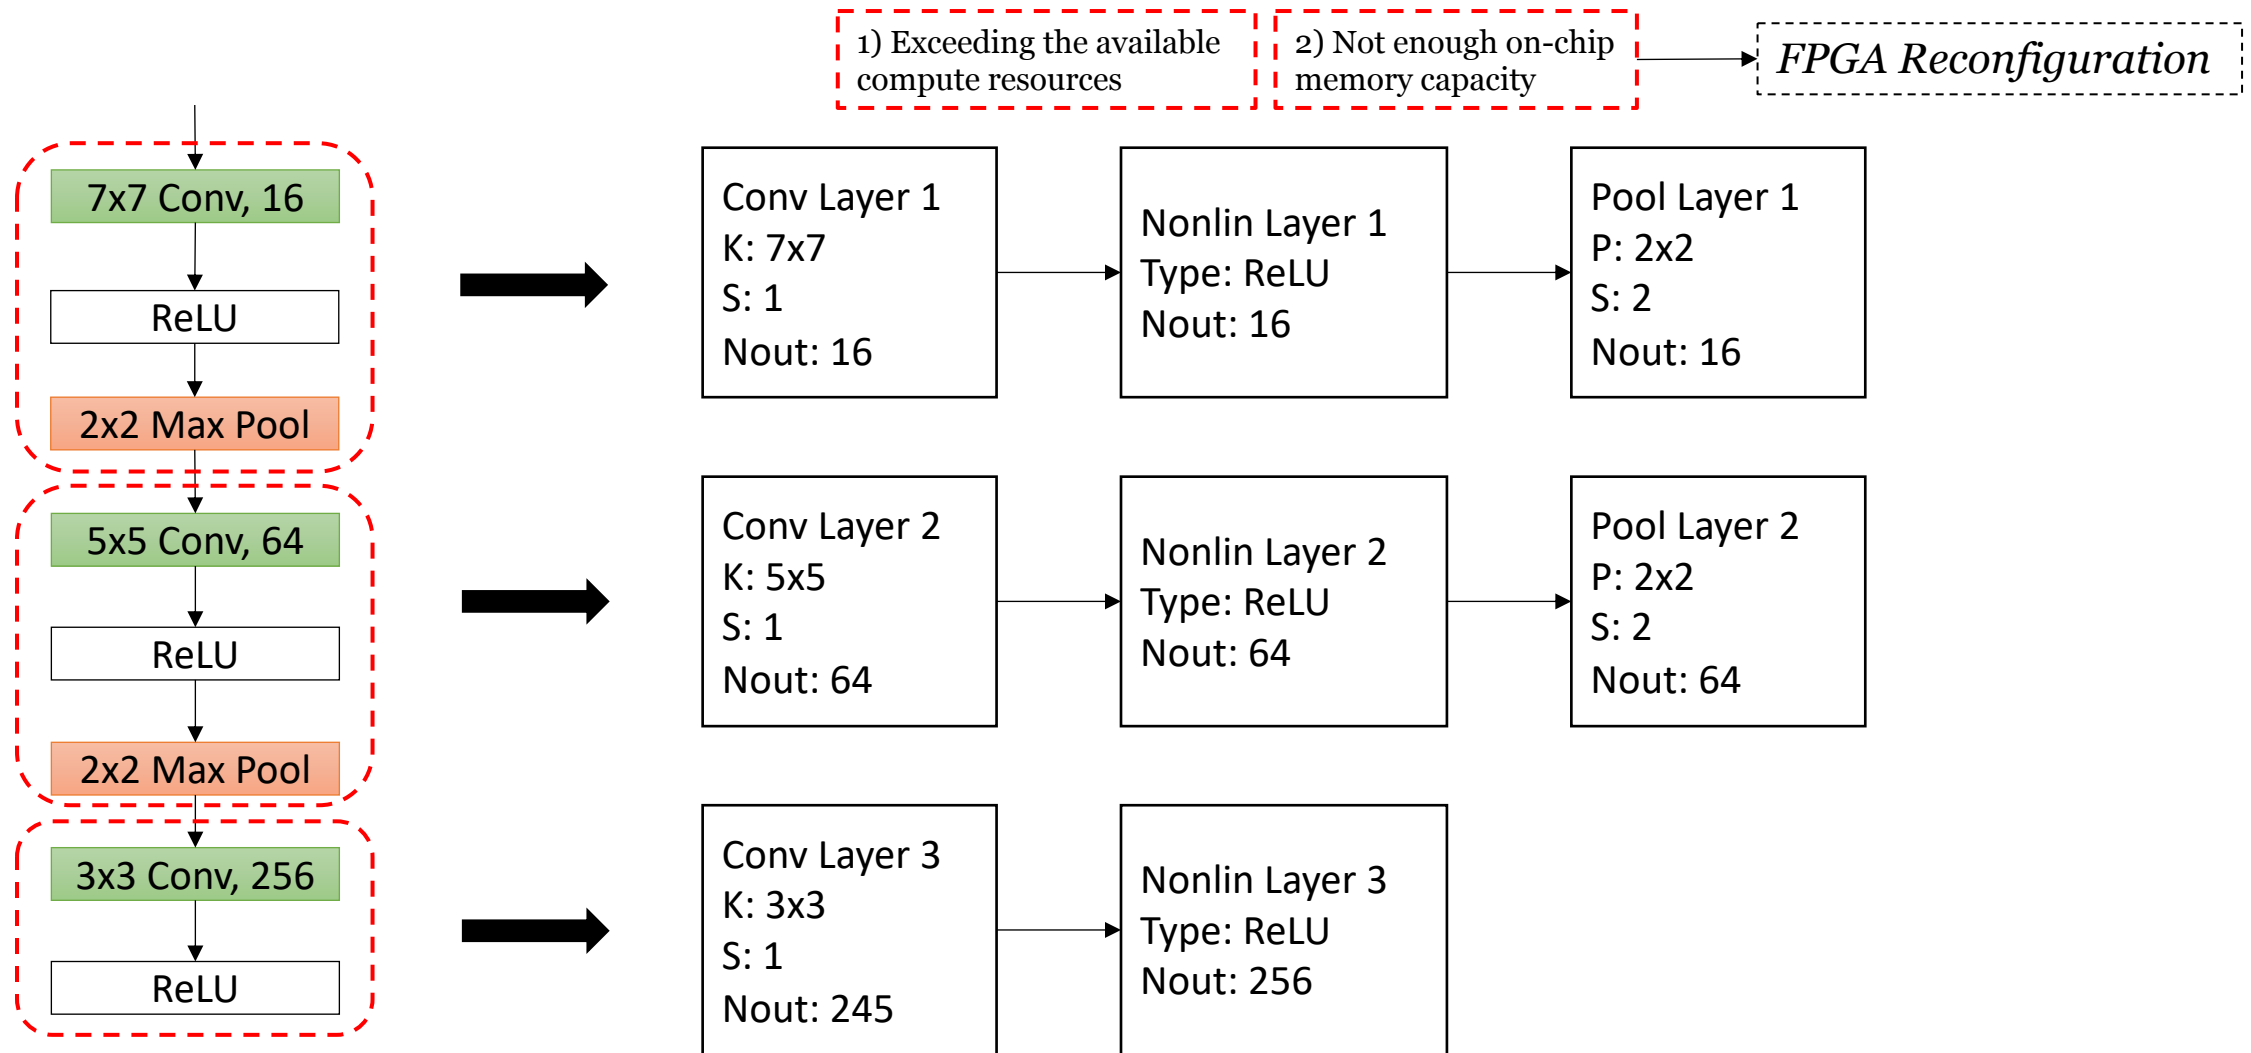 1) Exceeding the available
compute resources
2) Not enough on-chip
memory capacity
FPGA Reconfiguration
7x7 Conv, 16
ReLU
2x2 Max Pool
Conv Layer 1
K: 7x7
S: 1
Nout: 16
Nonlin Layer 1
Type: ReLU
Nout: 16
Pool Layer 1
P: 2x2
S: 2
Nout: 16
5x5 Conv, 64
ReLU
2x2 Max Pool
Conv Layer 2
K: 5x5
S: 1
Nout: 64
Nonlin Layer 2
Type: ReLU
Nout: 64
Pool Layer 2
P: 2x2
S: 2
Nout: 64
3x3 Conv, 256
ReLU
Conv Layer 3
K: 3x3
S: 1
Nout: 245
Nonlin Layer 3
Type: ReLU
Nout: 256